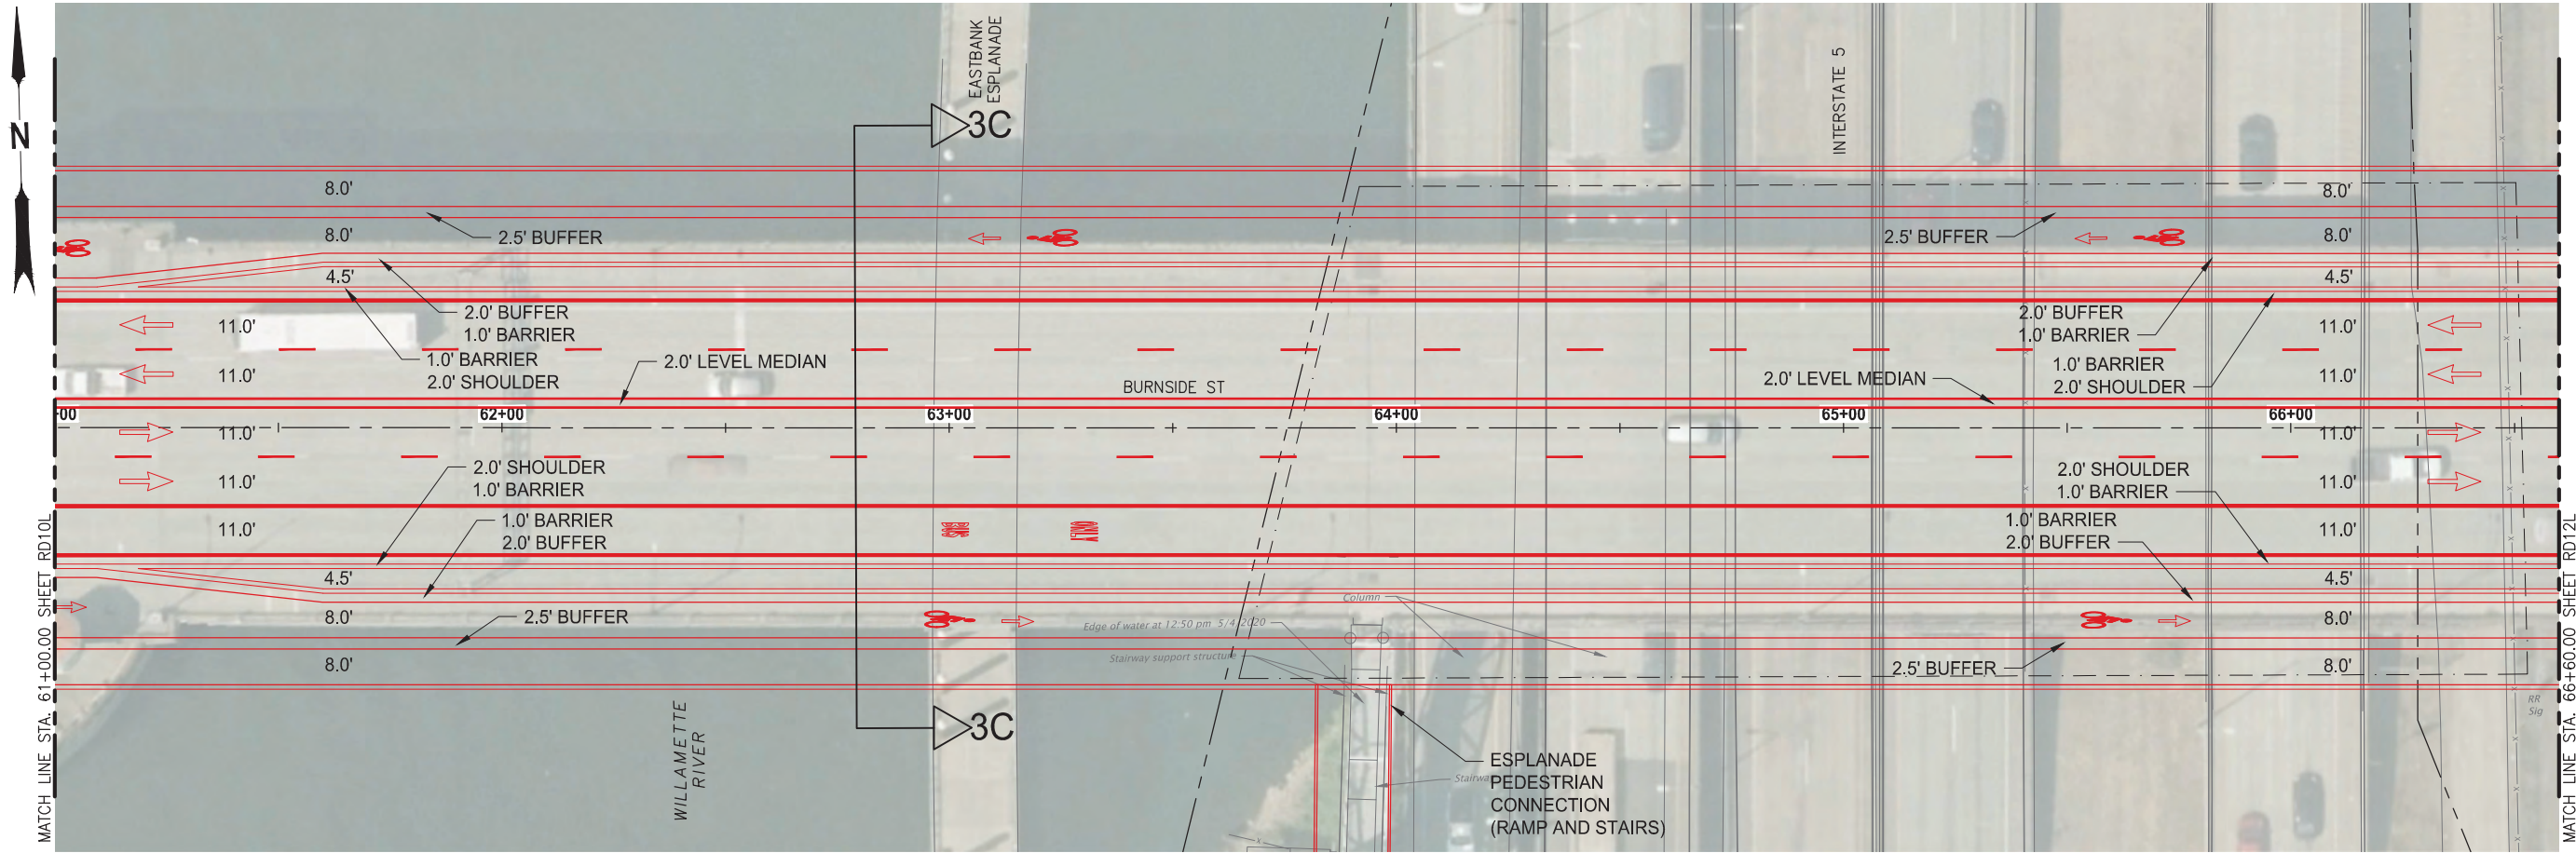 N
EASTBANK
ESPLANADE
INTERSTATE 5
3C
8.0'
8.0'
2.5' BUFFER
2.5' BUFFER
8.0'
8.0'
4.5'
4.5'
2.0' BUFFER
1.0' BARRIER
2.0' BUFFER
1.0' BARRIER
11.0'
11.0'
1.0' BARRIER
2.0' SHOULDER
2.0' LEVEL MEDIAN
BURNSIDE ST
2.0' LEVEL MEDIAN
1.0' BARRIER
2.0' SHOULDER
11.0'
11.0'
+00
62+00
63+00
64+00
65+00
66+00
11.0'
11.0'
2.0' SHOULDER
1.0' BARRIER
2.0' SHOULDER
1.0' BARRIER
11.0'
11.0'
11.0'
1.0' BARRIER
2.0' BUFFER
BUS
ONLY
1.0' BARRIER
2.0' BUFFER
11.0'
4.5'
4.5'
Column
8.0'
2.5' BUFFER
Edge of water at 12:50 pm 5/4/2020
8.0'
Stairway support structure
8.0'
2.5' BUFFER
8.0'
RR
Sig
WILLAMETTE
RIVER
3C
Stairway
ESPLANADE
PEDESTRIAN
CONNECTION
(RAMP AND STAIRS)
MATCH LINE STA. 61+00.00 SHEET RD10L
MATCH LINE STA. 66+60.00 SHEET RD12L